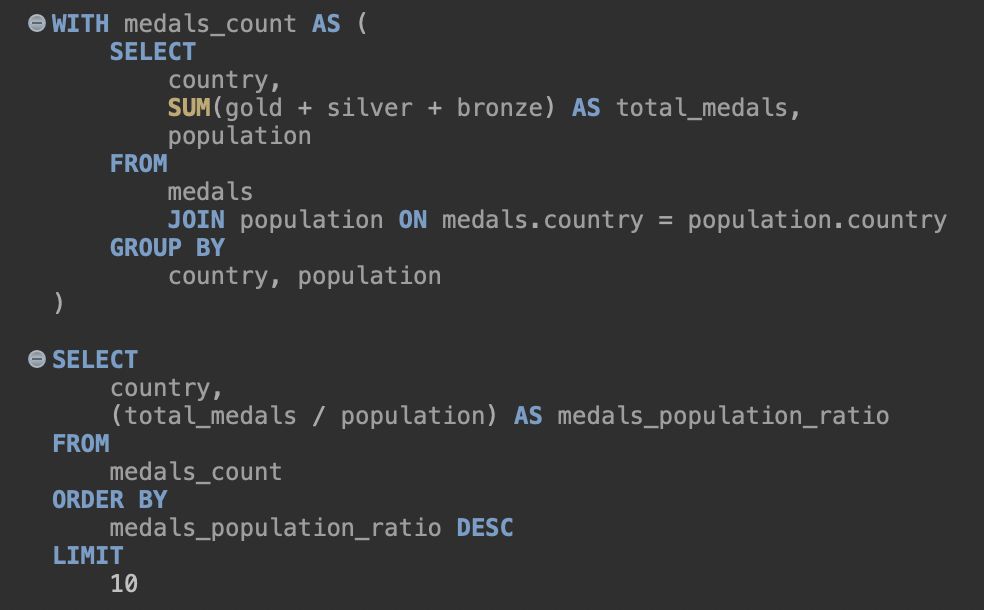 WITH medals_count AS (
    SELECT
        country,
        SUM(gold + silver + bronze) AS total_medals,
        population
    FROM
        medals
        JOIN population ON medals.country = population.country
    GROUP BY
        country, population
)
SELECT
    country,
    (total_medals / population) AS medals_population_ratio
FROM
    medals_count
ORDER BY
    medals_population_ratio DESC
LIMIT
    10